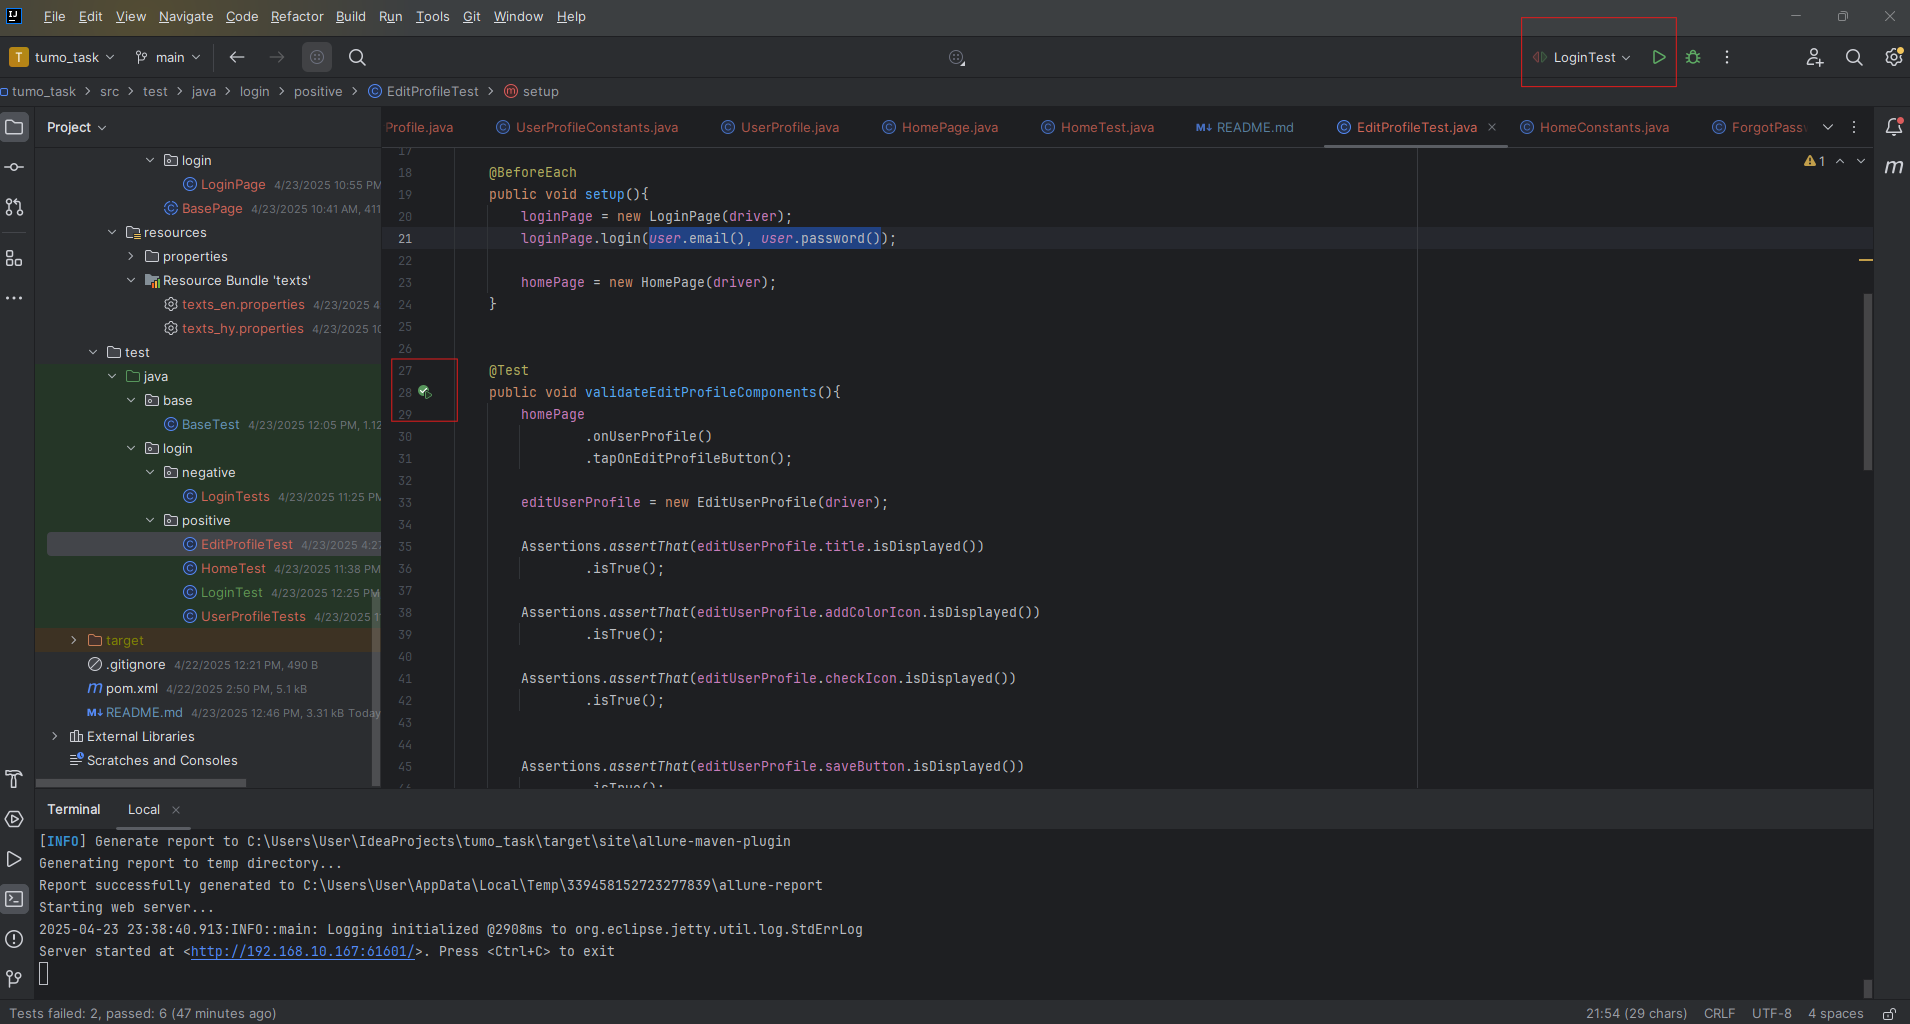 File Edit View Navigate Code Refactor Build Run Tools Git Window Help
T tumo_task main LoginTest
tumo_task > src > test > java > login > positive > EditProfileTest > setup
Project
login
LoginPage 4/23/2025 10:55 PM
BasePage 4/23/2025 10:41 AM, 411
resources
properties
Resource Bundle 'texts'
texts_en.properties 4/23/2025 4
texts_hy.properties 4/23/2025 10
test
java
base
BaseTest 4/23/2025 12:05 PM, 1.12
login
negative
LoginTests 4/23/2025 11:25 PM
positive
EditProfileTest 4/23/2025 4:27
HomeTest 4/23/2025 11:38 PM
LoginTest 4/23/2025 12:25 PM
UserProfileTests 4/23/2025 1
target
.gitignore 4/22/2025 12:21 PM, 490 B
pom.xml 4/22/2025 2:50 PM, 5.1 kB
README.md 4/23/2025 12:46 PM, 3.31 kB Today
External Libraries
Scratches and Consoles
Profile.java UserProfileConstants.java UserProfile.java HomePage.java HomeTest.java README.md EditProfileTest.java HomeConstants.java ForgotPassw
1
17
18 @BeforeEach
19 public void setup(){
20 loginPage = new LoginPage(driver);
21 loginPage.login(user.email(), user.password());
22
23 homePage = new HomePage(driver);
24 }
25
26
27 @Test
28 public void validateEditProfileComponents(){
29 homePage
30 .onUserProfile()
31 .tapOnEditProfileButton();
32
33 editUserProfile = new EditUserProfile(driver);
34
35 Assertions.assertThat(editUserProfile.title.isDisplayed())
36 .isTrue();
37
38 Assertions.assertThat(editUserProfile.addColorIcon.isDisplayed())
39 .isTrue();
40
41 Assertions.assertThat(editUserProfile.checkIcon.isDisplayed())
42 .isTrue();
43
44
45 Assertions.assertThat(editUserProfile.saveButton.isDisplayed())
46 .isTrue();
Terminal Local
[INFO] Generate report to C:\Users\User\IdeaProjects\tumo_task\target\site\allure-maven-plugin
Generating report to temp directory...
Report successfully generated to C:\Users\User\AppData\Local\Temp\339458152723277839\allure-report
Starting web server...
2025-04-23 23:38:40.913:INFO::main: Logging initialized @2908ms to org.eclipse.jetty.util.log.StdErrLog
Server started at <http://192.168.10.167:61601/>. Press <Ctrl+C> to exit
Tests failed: 2, passed: 6 (47 minutes ago) 21:54 (29 chars) CRLF UTF-8 4 spaces